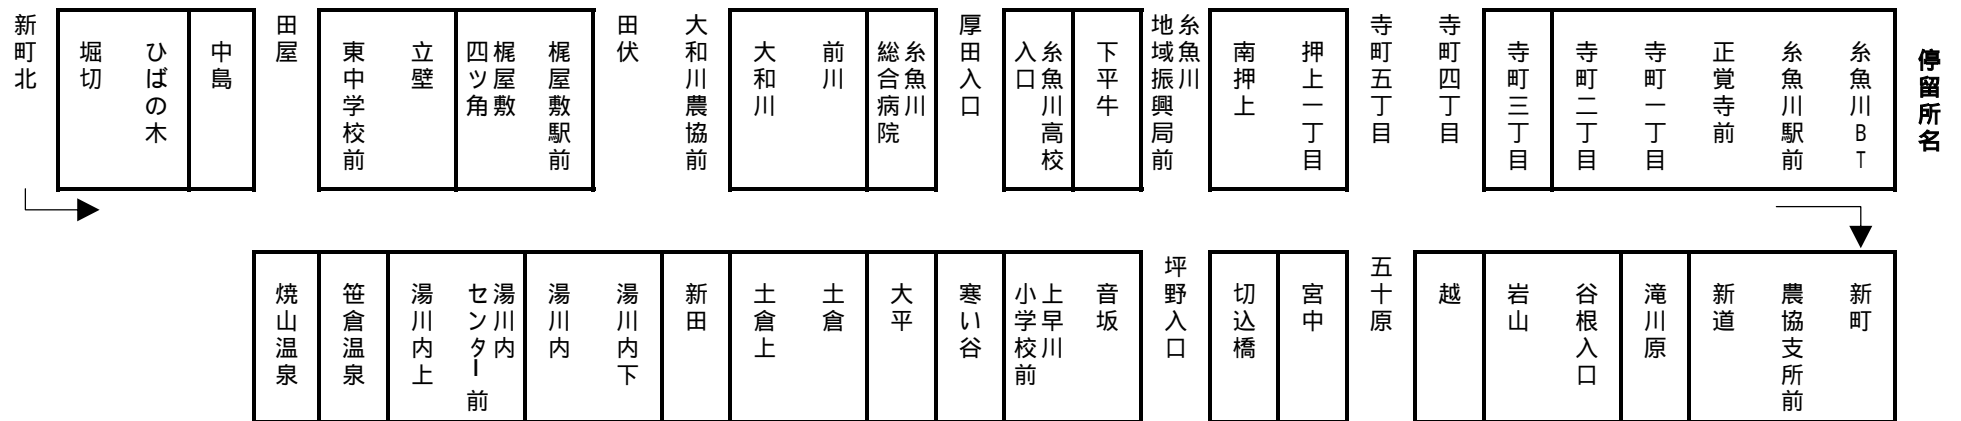 停留所名
糸魚川BT
糸魚川駅前
正覚寺前
寺町一丁目
寺町二丁目
寺町三丁目
寺町四丁目
寺町五丁目
押上一丁目
南押上
糸魚川
地域振興局前
下平牛
糸魚川高校
入口
厚田入口
糸魚川
総合病院
前川
大和川
大和川農協前
田伏
梶屋敷駅前
梶屋敷
四ツ角
立壁
東中学校前
田屋
中島
ひばの木
堀切
新町北
新町
農協支所前
新道
滝川原
谷根入口
岩山
越
五十原
宮中
切込橋
坪野入口
音坂
上早川
小学校前
寒い谷
大平
土倉
土倉上
新田
湯川内下
湯川内
湯川内
センター前
湯川内上
笹倉温泉
焼山温泉